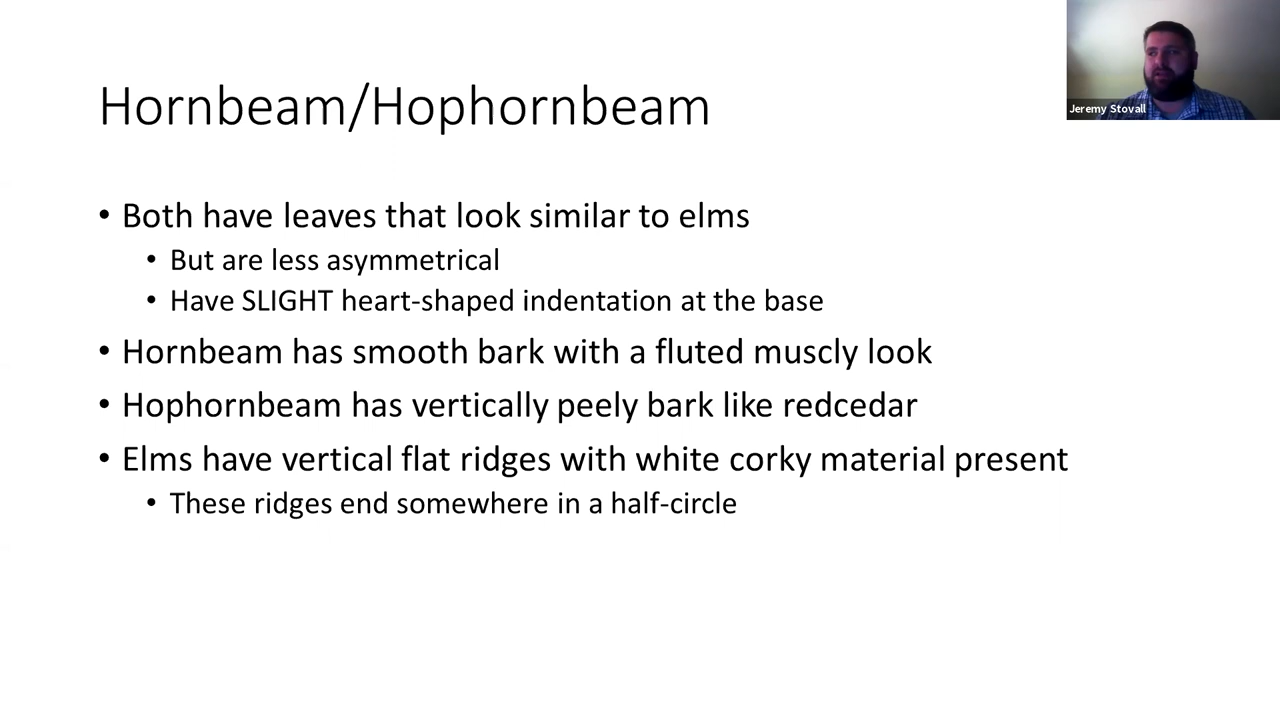 Hornbeam/Hophornbeam
Jeremy Stovall
• Both have leaves that look similar to elms
• But are less asymmetrical
• Have SLIGHT heart-shaped indentation at the base
• Hornbeam has smooth bark with a fluted muscly look
• Hophornbeam has vertically peely bark like redcedar
• Elms have vertical flat ridges with white corky material present
• These ridges end somewhere in a half-circle